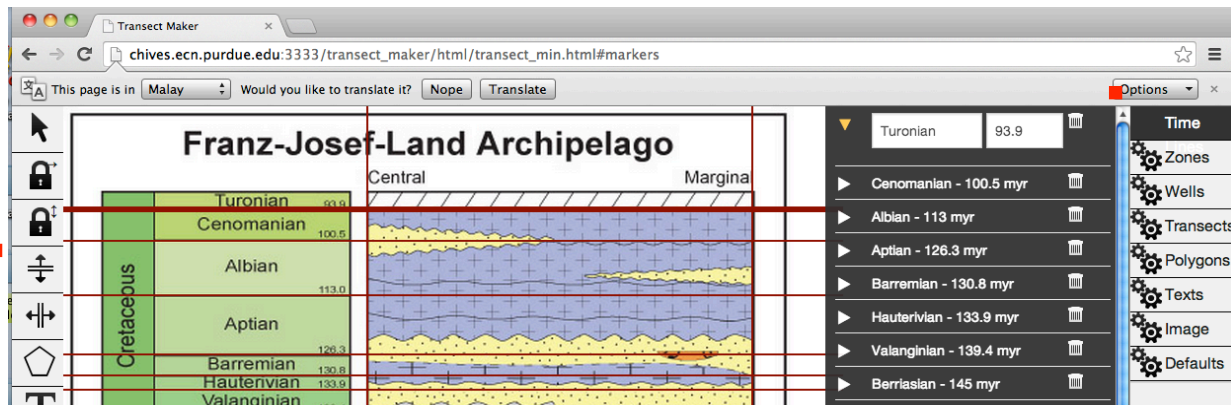 Transect Maker
chives.ecn.purdue.edu:3333/transect_maker/html/transect_min.html#markers
This page is in Malay Would you like to translate it? Nope Translate Options
Franz-Josef-Land Archipelago
Central Marginal
Cretaceous
Turonian 93.9
Cenomanian 100.5
Albian 113.0
Aptian 126.3
Barremian 130.8
Hauterivian 133.9
Valanginian
T
Turonian 93.9
Cenomanian - 100.5 myr
Albian - 113 myr
Aptian - 126.3 myr
Barremian - 130.8 myr
Hauterivian - 133.9 myr
Valanginian - 139.4 myr
Berriasian - 145 myr
Time
Lines
Zones
Wells
Transects
Polygons
Texts
Image
Defaults